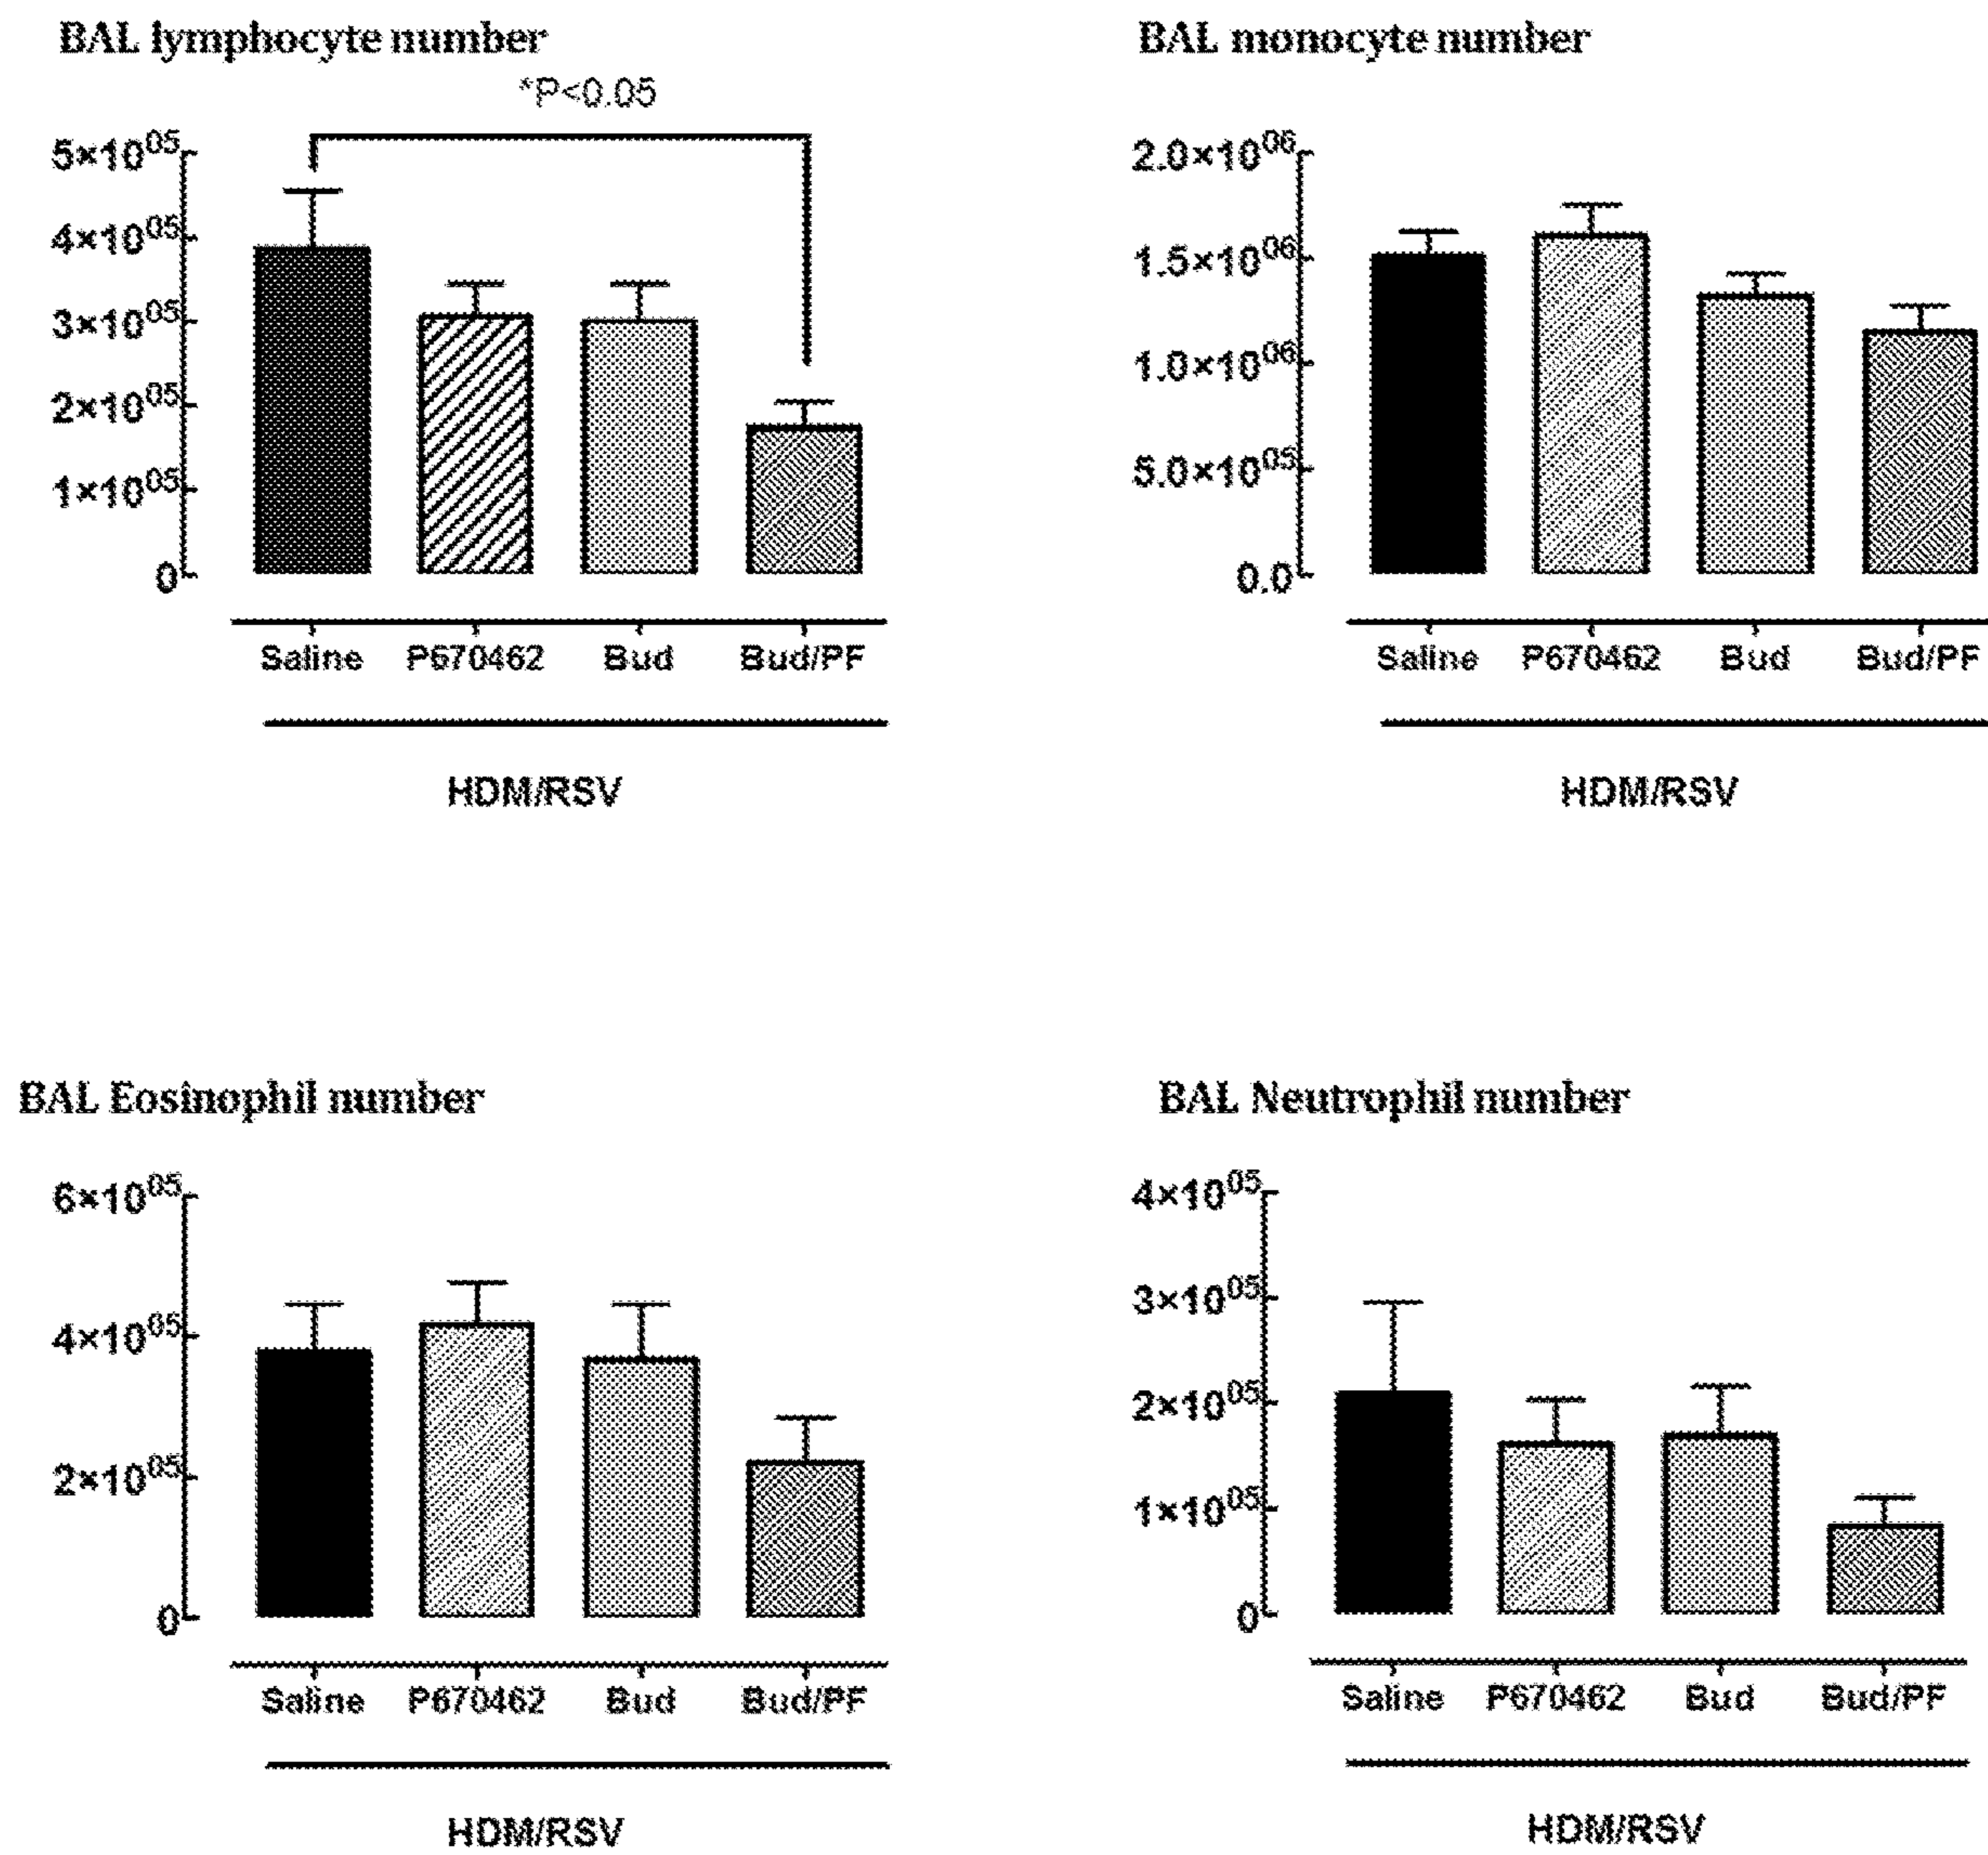 BAL lymphocyte number
*P<0.05
5×10^05
4×10^05
3×10^05
2×10^05
1×10^05
0
Saline P670462 Bud Bud/PF
HDM/RSV
BAL monocyte number
2.0×10^06
1.5×10^06
1.0×10^06
5.0×10^05
0.0
Saline P670462 Bud Bud/PF
HDM/RSV
BAL Eosinophil number
6×10^05
4×10^05
2×10^05
0
Saline P670462 Bud Bud/PF
HDM/RSV
BAL Neutrophil number
4×10^05
3×10^05
2×10^05
1×10^05
0
Saline P670462 Bud Bud/PF
HDM/RSV